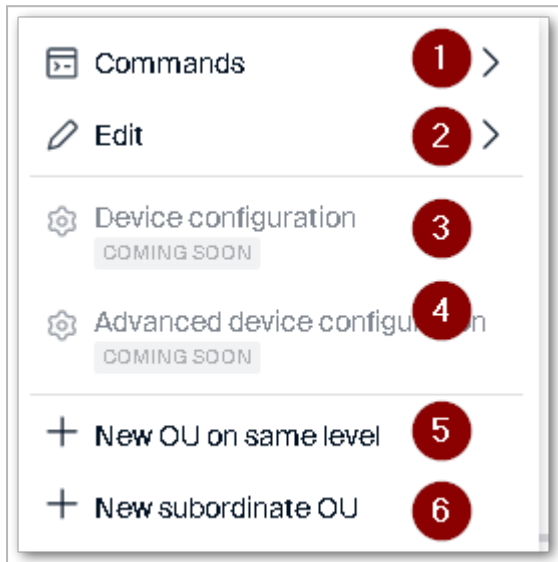 Commands 1
Edit 2
Device configuration 3
COMING SOON
Advanced device configu 4 n
COMING SOON
New OU on same level 5
New subordinate OU 6